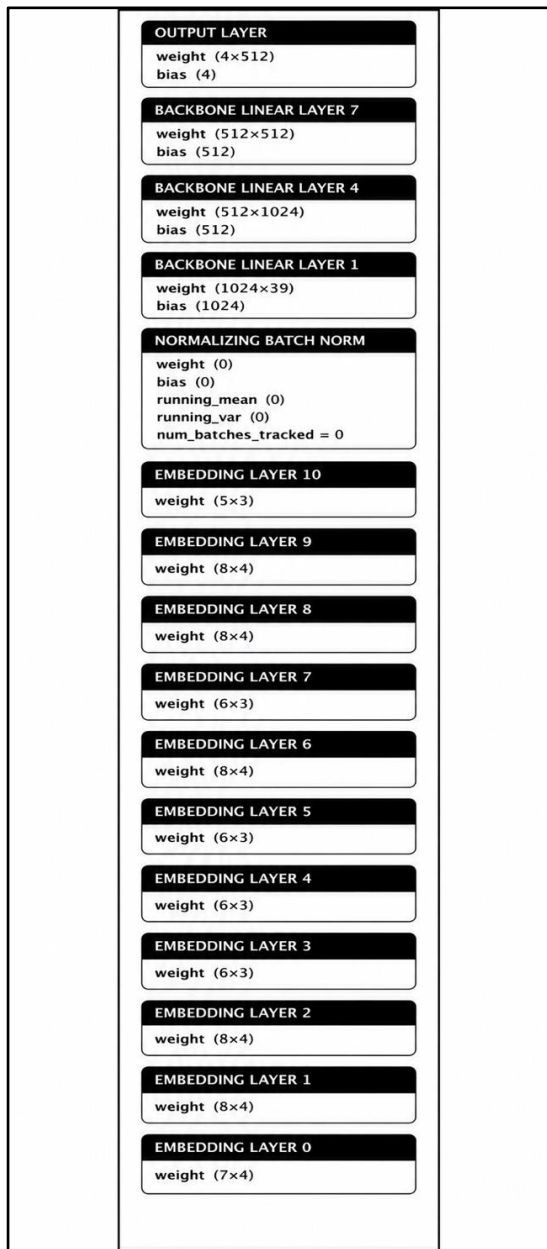 OUTPUT LAYER
weight (4×512)
bias (4)
BACKBONE LINEAR LAYER 7
weight (512×512)
bias (512)
BACKBONE LINEAR LAYER 4
weight (512×1024)
bias (512)
BACKBONE LINEAR LAYER 1
weight (1024×39)
bias (1024)
NORMALIZING BATCH NORM
weight (0)
bias (0)
running_mean (0)
running_var (0)
num_batches_tracked = 0
EMBEDDING LAYER 10
weight (5×3)
EMBEDDING LAYER 9
weight (8×4)
EMBEDDING LAYER 8
weight (8×4)
EMBEDDING LAYER 7
weight (6×3)
EMBEDDING LAYER 6
weight (8×4)
EMBEDDING LAYER 5
weight (6×3)
EMBEDDING LAYER 4
weight (6×3)
EMBEDDING LAYER 3
weight (6×3)
EMBEDDING LAYER 2
weight (8×4)
EMBEDDING LAYER 1
weight (8×4)
EMBEDDING LAYER 0
weight (7×4)